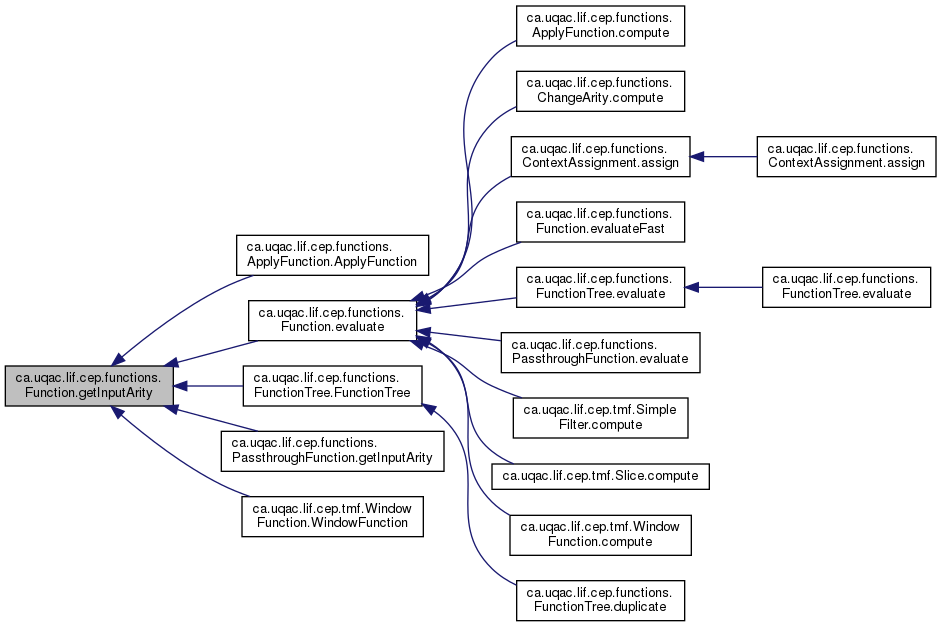 ca.uqac.lif.cep.functions.
Function.getInputArity
ca.uqac.lif.cep.functions.
ApplyFunction.ApplyFunction
ca.uqac.lif.cep.functions.
Function.evaluate
ca.uqac.lif.cep.functions.
FunctionTree.FunctionTree
ca.uqac.lif.cep.functions.
PassthroughFunction.getInputArity
ca.uqac.lif.cep.tmf.Window
Function.WindowFunction
ca.uqac.lif.cep.functions.
ApplyFunction.compute
ca.uqac.lif.cep.functions.
ChangeArity.compute
ca.uqac.lif.cep.functions.
ContextAssignment.assign
ca.uqac.lif.cep.functions.
Function.evaluateFast
ca.uqac.lif.cep.functions.
FunctionTree.evaluate
ca.uqac.lif.cep.functions.
PassthroughFunction.evaluate
ca.uqac.lif.cep.tmf.Simple
Filter.compute
ca.uqac.lif.cep.tmf.Slice.compute
ca.uqac.lif.cep.tmf.Window
Function.compute
ca.uqac.lif.cep.functions.
FunctionTree.duplicate
ca.uqac.lif.cep.functions.
ContextAssignment.assign
ca.uqac.lif.cep.functions.
FunctionTree.evaluate